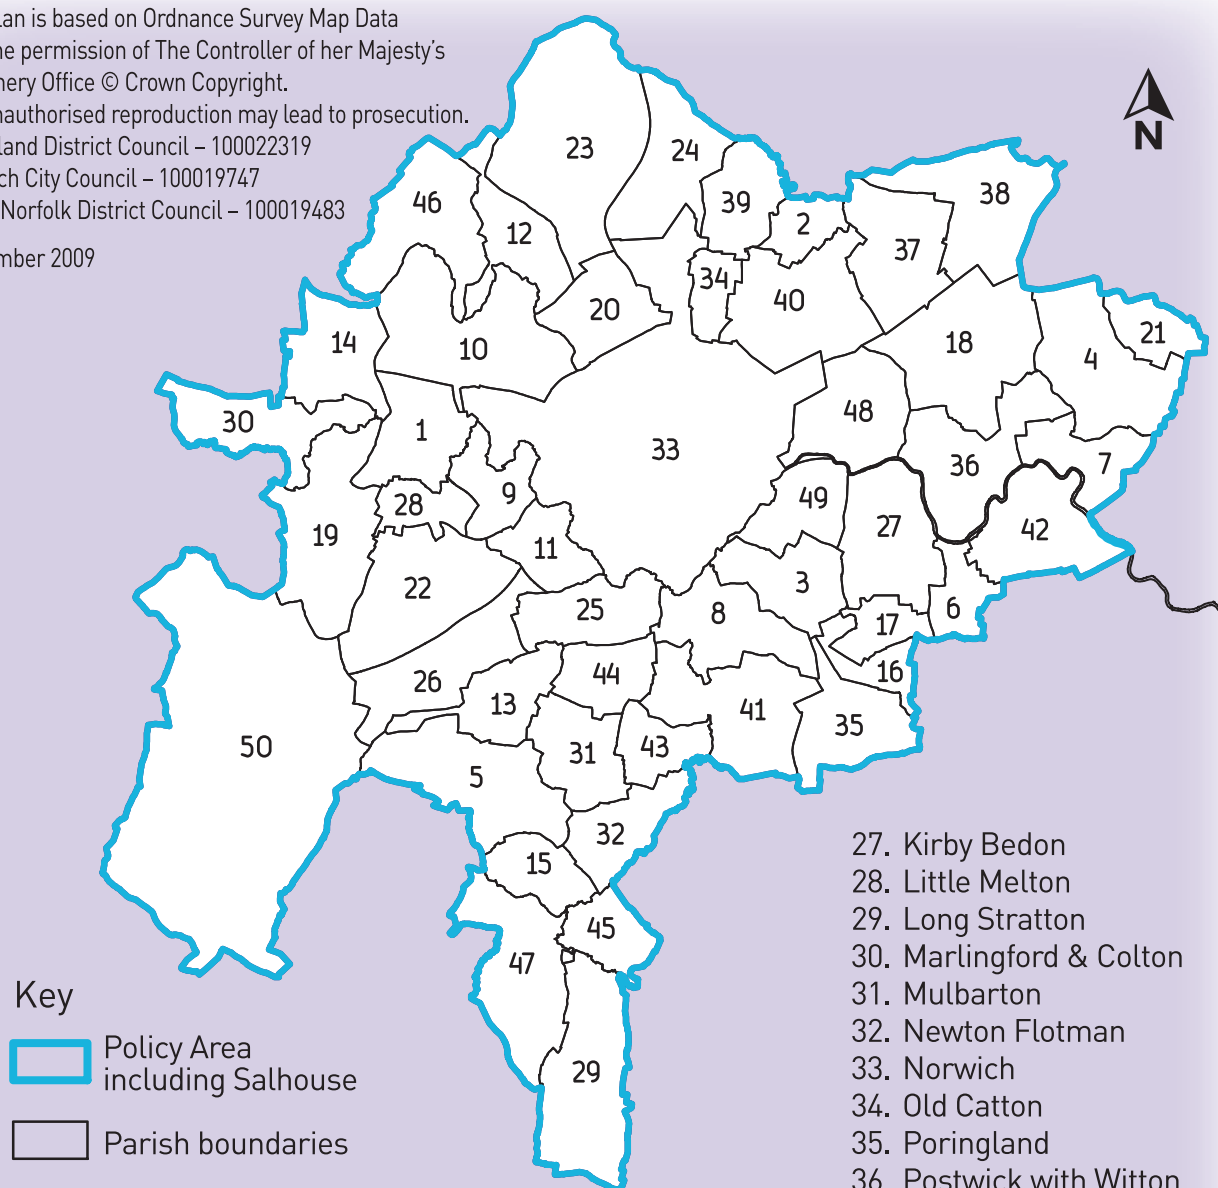 lan is based on Ordnance Survey Map Data
he permission of The Controller of her Majesty's
nery Office © Crown Copyright.
nauthorised reproduction may lead to prosecution.
land District Council – 100022319
ch City Council – 100019747
Norfolk District Council – 100019483
mber 2009
N
23
24
38
46
39
12
2
37
34
40
20
14
10
18
21
4
30
1
48
33
36
7
9
28
49
19
27
42
11
22
3
25
8
6
17
44
16
26
13
41
35
50
31
43
5
32
15
45
47
29
Key
Policy Area
including Salhouse
Parish boundaries
27. Kirby Bedon
28. Little Melton
29. Long Stratton
30. Marlingford & Colton
31. Mulbarton
32. Newton Flotman
33. Norwich
34. Old Catton
35. Poringland
36. Postwick with Witton